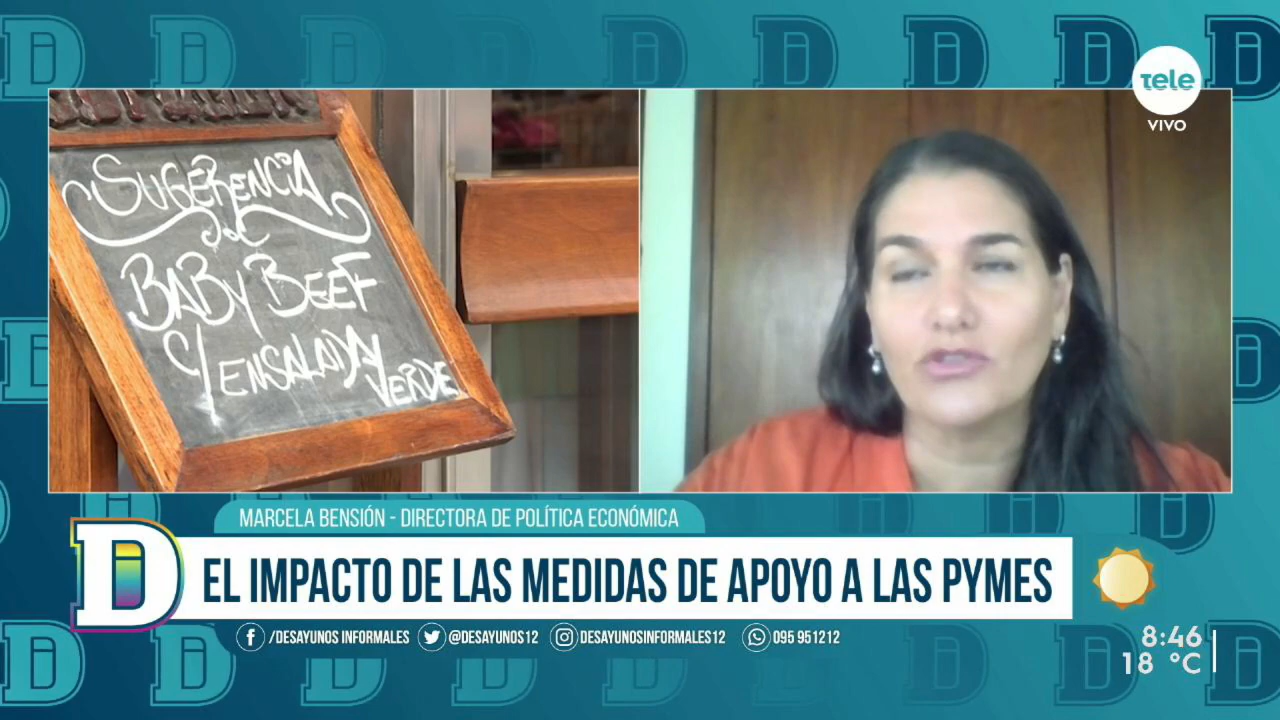 tele
VIVO
SUGERENCIA
BABY BEEF
C/ ENSALADA
VERDE
MARCELA BENSIÓN - DIRECTORA DE POLÍTICA ECONÓMICA
EL IMPACTO DE LAS MEDIDAS DE APOYO A LAS PYMES
/DESAYUNOS INFORMALES @DESAYUNOS12 DESAYUNOSINFORMALES12 095 951212
8:46
18 °C